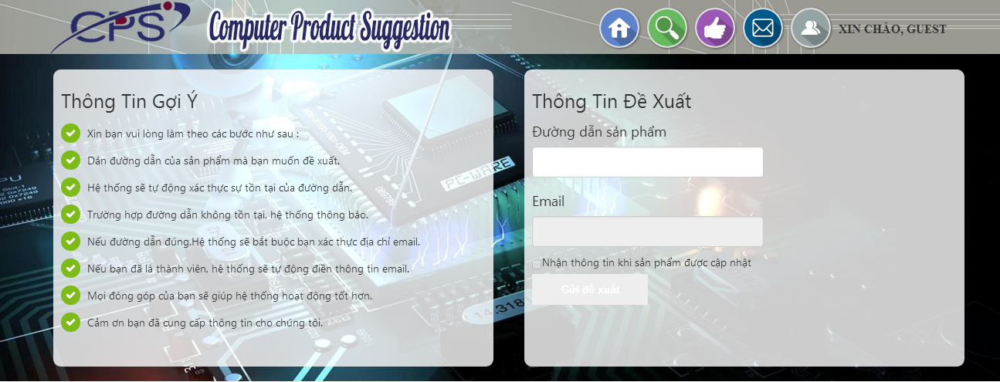 CPS
Computer Product Suggestion
XIN CHÀO, GUEST
Thông Tin Gợi Ý
Xin bạn vui lòng làm theo các bước như sau :
Dán đường dẫn của sản phẩm mà bạn muốn đề xuất.
Hệ thống sẽ tự động xác thực sự tồn tại của đường dẫn.
Trường hợp đường dẫn không tồn tại, hệ thống thông báo.
Nếu đường dẫn đúng.Hệ thống sẽ bắt buộc bạn xác thực địa chỉ email.
Nếu bạn đã là thành viên, hệ thống sẽ tự động điền thông tin email.
Mọi đóng góp của bạn sẽ giúp hệ thống hoạt động tốt hơn.
Cảm ơn bạn đã cung cấp thông tin cho chúng tôi.
Thông Tin Đề Xuất
Đường dẫn sản phẩm
Email
Nhận thông tin khi sản phẩm được cập nhật
Gửi đề xuất
PC-WARE
14.3181